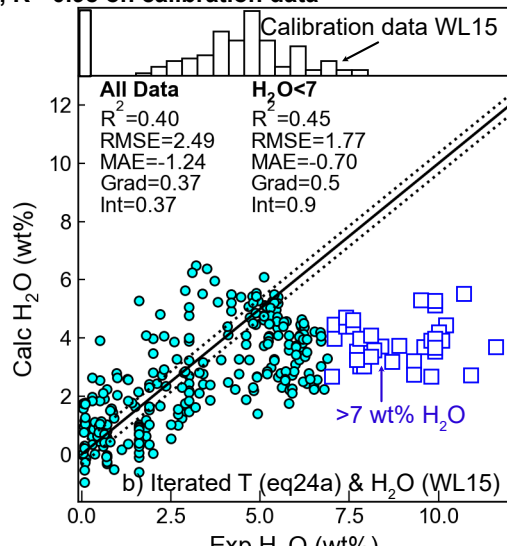 Calibration data WL15
All Data
R²=0.40
RMSE=2.49
MAE=-1.24
Grad=0.37
Int=0.37
H₂O<7
R²=0.45
RMSE=1.77
MAE=-0.70
Grad=0.5
Int=0.9
12
10
8
6
4
2
0
Calc H₂O (wt%)
>7 wt% H₂O
b) Iterated T (eq24a) & H₂O (WL15)
0.0 2.5 5.0 7.5 10.0
Exp H₂O (wt%)